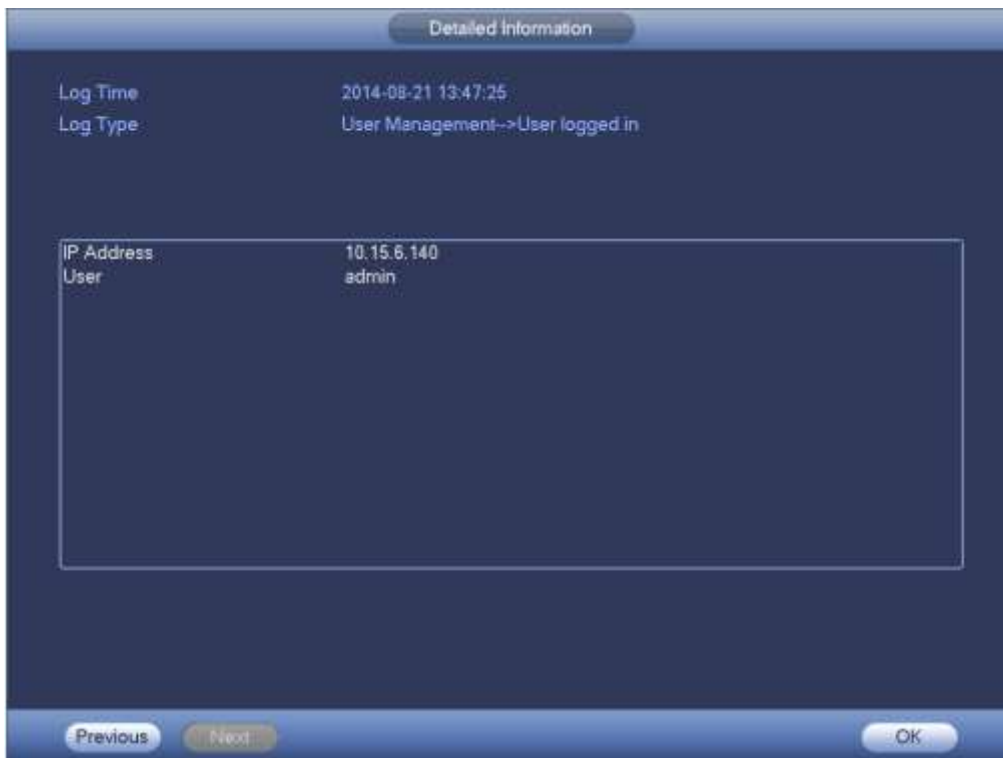 Detailed Information
Log Time 2014-08-21 13:47:25
Log Type User Management-->User logged in
IP Address 10.15.6.140
User admin
Previous Next OK